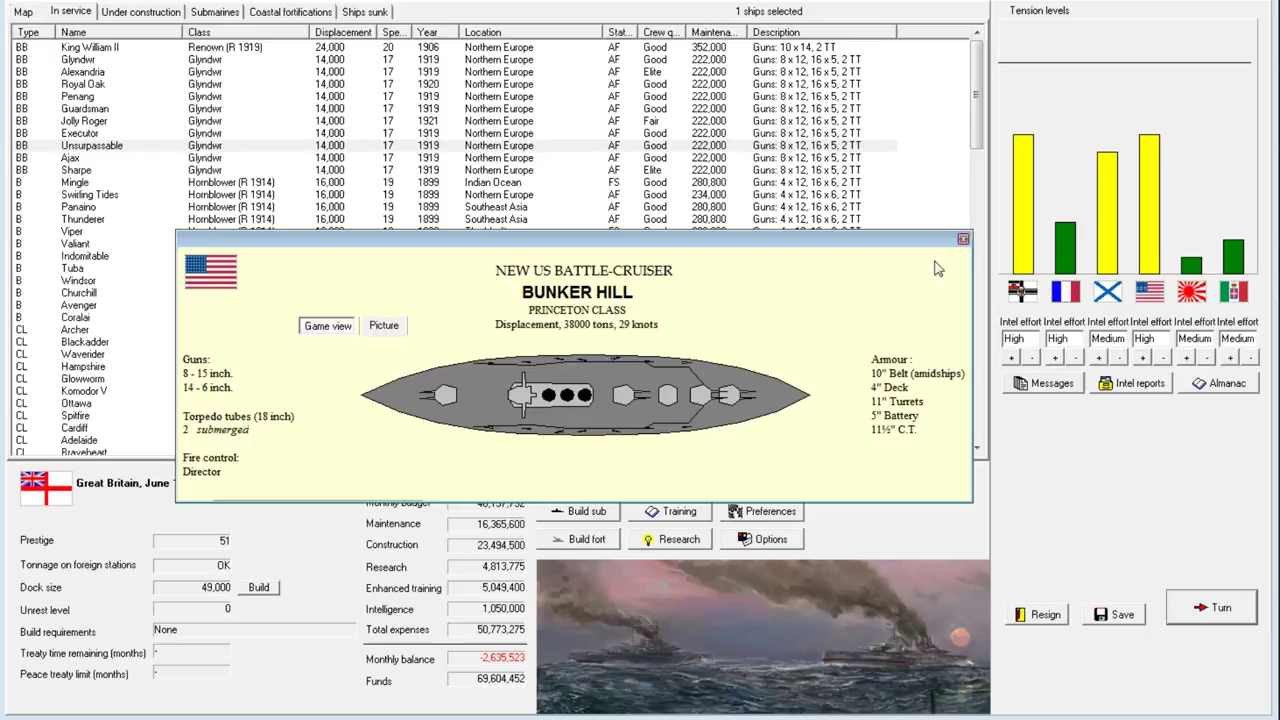 Map In service Under construction Submarines Coastal fortifications Ships sunk 1 ships selected Tension levels
Type Name Class Displacement Spe... Year Location Stat... Crew q... Maintena... Description
BB King William II Renown (R 1919) 24,000 20 1906 Northern Europe AF Good 352,000 Guns: 10 x 14, 2 TT
BB Glyndwr Glyndwr 14,000 17 1919 Northern Europe AF Good 222,000 Guns: 8 x 12, 16 x 5, 2 TT
BB Alexandria Glyndwr 14,000 17 1919 Northern Europe AF Elite 222,000 Guns: 8 x 12, 16 x 5, 2 TT
BB Royal Oak Glyndwr 14,000 17 1920 Northern Europe AF Good 222,000 Guns: 8 x 12, 16 x 5, 2 TT
BB Penang Glyndwr 14,000 17 1919 Northern Europe AF Good 222,000 Guns: 8 x 12, 16 x 5, 2 TT
BB Guardsman Glyndwr 14,000 17 1919 Northern Europe AF Good 222,000 Guns: 8 x 12, 16 x 5, 2 TT
BB Jolly Roger Glyndwr 14,000 17 1921 Northern Europe AF Fair 222,000 Guns: 8 x 12, 16 x 5, 2 TT
BB Executor Glyndwr 14,000 17 1919 Northern Europe AF Good 222,000 Guns: 8 x 12, 16 x 5, 2 TT
BB Unsurpassable Glyndwr 14,000 17 1919 Northern Europe AF Good 222,000 Guns: 8 x 12, 16 x 5, 2 TT
BB Ajax Glyndwr 14,000 17 1919 Northern Europe AF Good 222,000 Guns: 8 x 12, 16 x 5, 2 TT
BB Sharpe Glyndwr 14,000 17 1919 Northern Europe AF Elite 222,000 Guns: 8 x 12, 16 x 5, 2 TT
B Mingle Hornblower (R 1914) 16,000 19 1899 Indian Ocean FS Good 280,800 Guns: 4 x 12, 16 x 6, 2 TT
B Swirling Tides Hornblower (R 1914) 16,000 19 1899 Northern Europe AF Good 234,000 Guns: 4 x 12, 16 x 6, 2 TT
B Panaino Hornblower (R 1914) 16,000 19 1899 Southeast Asia AF Good 280,800 Guns: 4 x 12, 16 x 6, 2 TT
B Thunderer Hornblower (R 1914) 16,000 19 1899 Southeast Asia AF Good 280,800 Guns: 4 x 12, 16 x 6, 2 TT
B Viper
B Valiant
B Indomitable
B Tuba
B Windsor
B Churchill
B Avenger
B Coralai
CL Archer
CL Blackadder
CL Waverider
CL Hampshire
CL Glowworm
CL Komodor V
CL Ottawa
CL Spitfire
CL Cardiff
CL Adelaide
CL Braveheart
NEW US BATTLE-CRUISER
BUNKER HILL
PRINCETON CLASS
Displacement, 38000 tons, 29 knots
Game view Picture
Guns:
8 - 15 inch.
14 - 6 inch.
Torpedo tubes (18 inch)
2 submerged
Fire control:
Director
Armour :
10" Belt (amidships)
4" Deck
11" Turrets
5" Battery
11½" C.T.
Intel effort Intel effort Intel effort Intel effort Intel effort Intel effort
High High Medium High Medium Medium
+ - + - + - + - + - + -
Messages Intel reports Almanac
Great Britain, June
Prestige 51
Tonnage on foreign stations OK
Dock size 49,000 Build
Unrest level 0
Build requirements None
Treaty time remaining (months) -
Peace treaty limit (months) -
Monthly budget
Maintenance 16,365,600
Construction 23,494,500
Research 4,813,775
Enhanced training 5,049,400
Intelligence 1,050,000
Total expenses 50,773,275
Monthly balance -2,635,523
Funds 69,604,452
Build sub Training Preferences
Build fort Research Options
Resign Save Turn